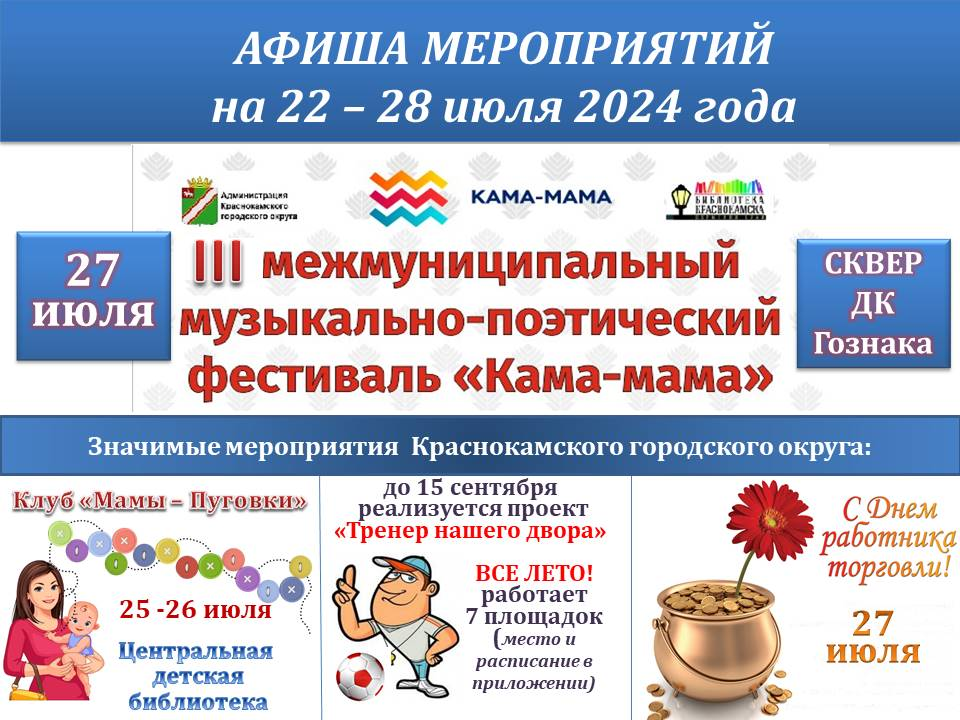 АФИША МЕРОПРИЯТИЙ
на 22 – 28 июля 2024 года
Администрация
Краснокамского
городского округа
КАМА-МАМА
БИБЛИОТЕКА
КРАСНОКАМСКА
27
июля
III межмуниципальный
музыкально-поэтический
фестиваль «Кама-мама»
СКВЕР
ДК
Гознака
Значимые мероприятия Краснокамского городского округа:
Клуб «Мамы – Пуговки»
25 -26 июля
Центральная
детская
библиотека
до 15 сентября
реализуется проект
«Тренер нашего двора»
ВСЕ ЛЕТО!
работает
7 площадок
(место и
расписание в
приложении)
С Днем
работника
торговли!
27
июля